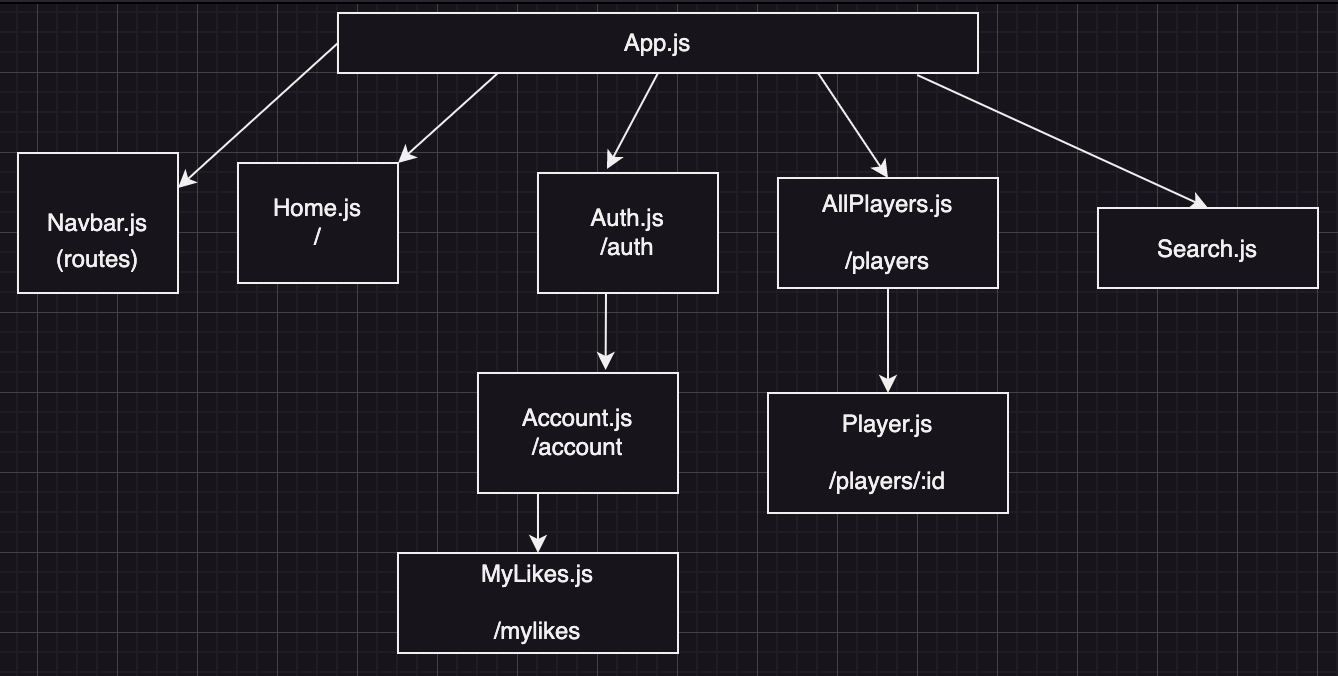 App.js
Navbar.js
(routes)
Home.js
/
Auth.js
/auth
AllPlayers.js
/players
Search.js
Account.js
/account
Player.js
/players/:id
MyLikes.js
/mylikes